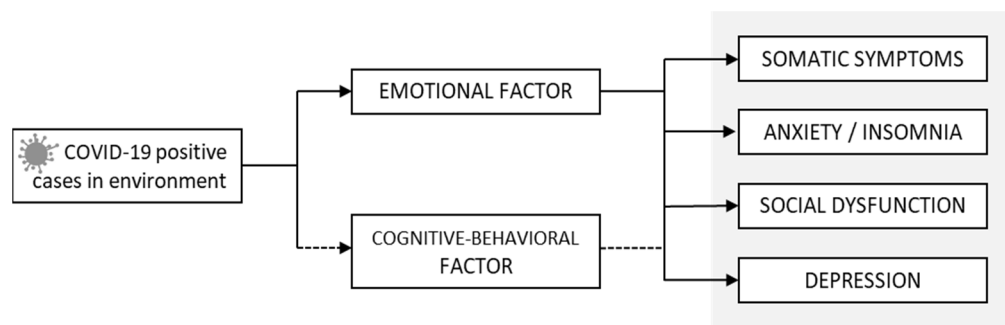 COVID-19 positive
cases in environment
EMOTIONAL FACTOR
COGNITIVE-BEHAVIORAL
FACTOR
SOMATIC SYMPTOMS
ANXIETY / INSOMNIA
SOCIAL DYSFUNCTION
DEPRESSION